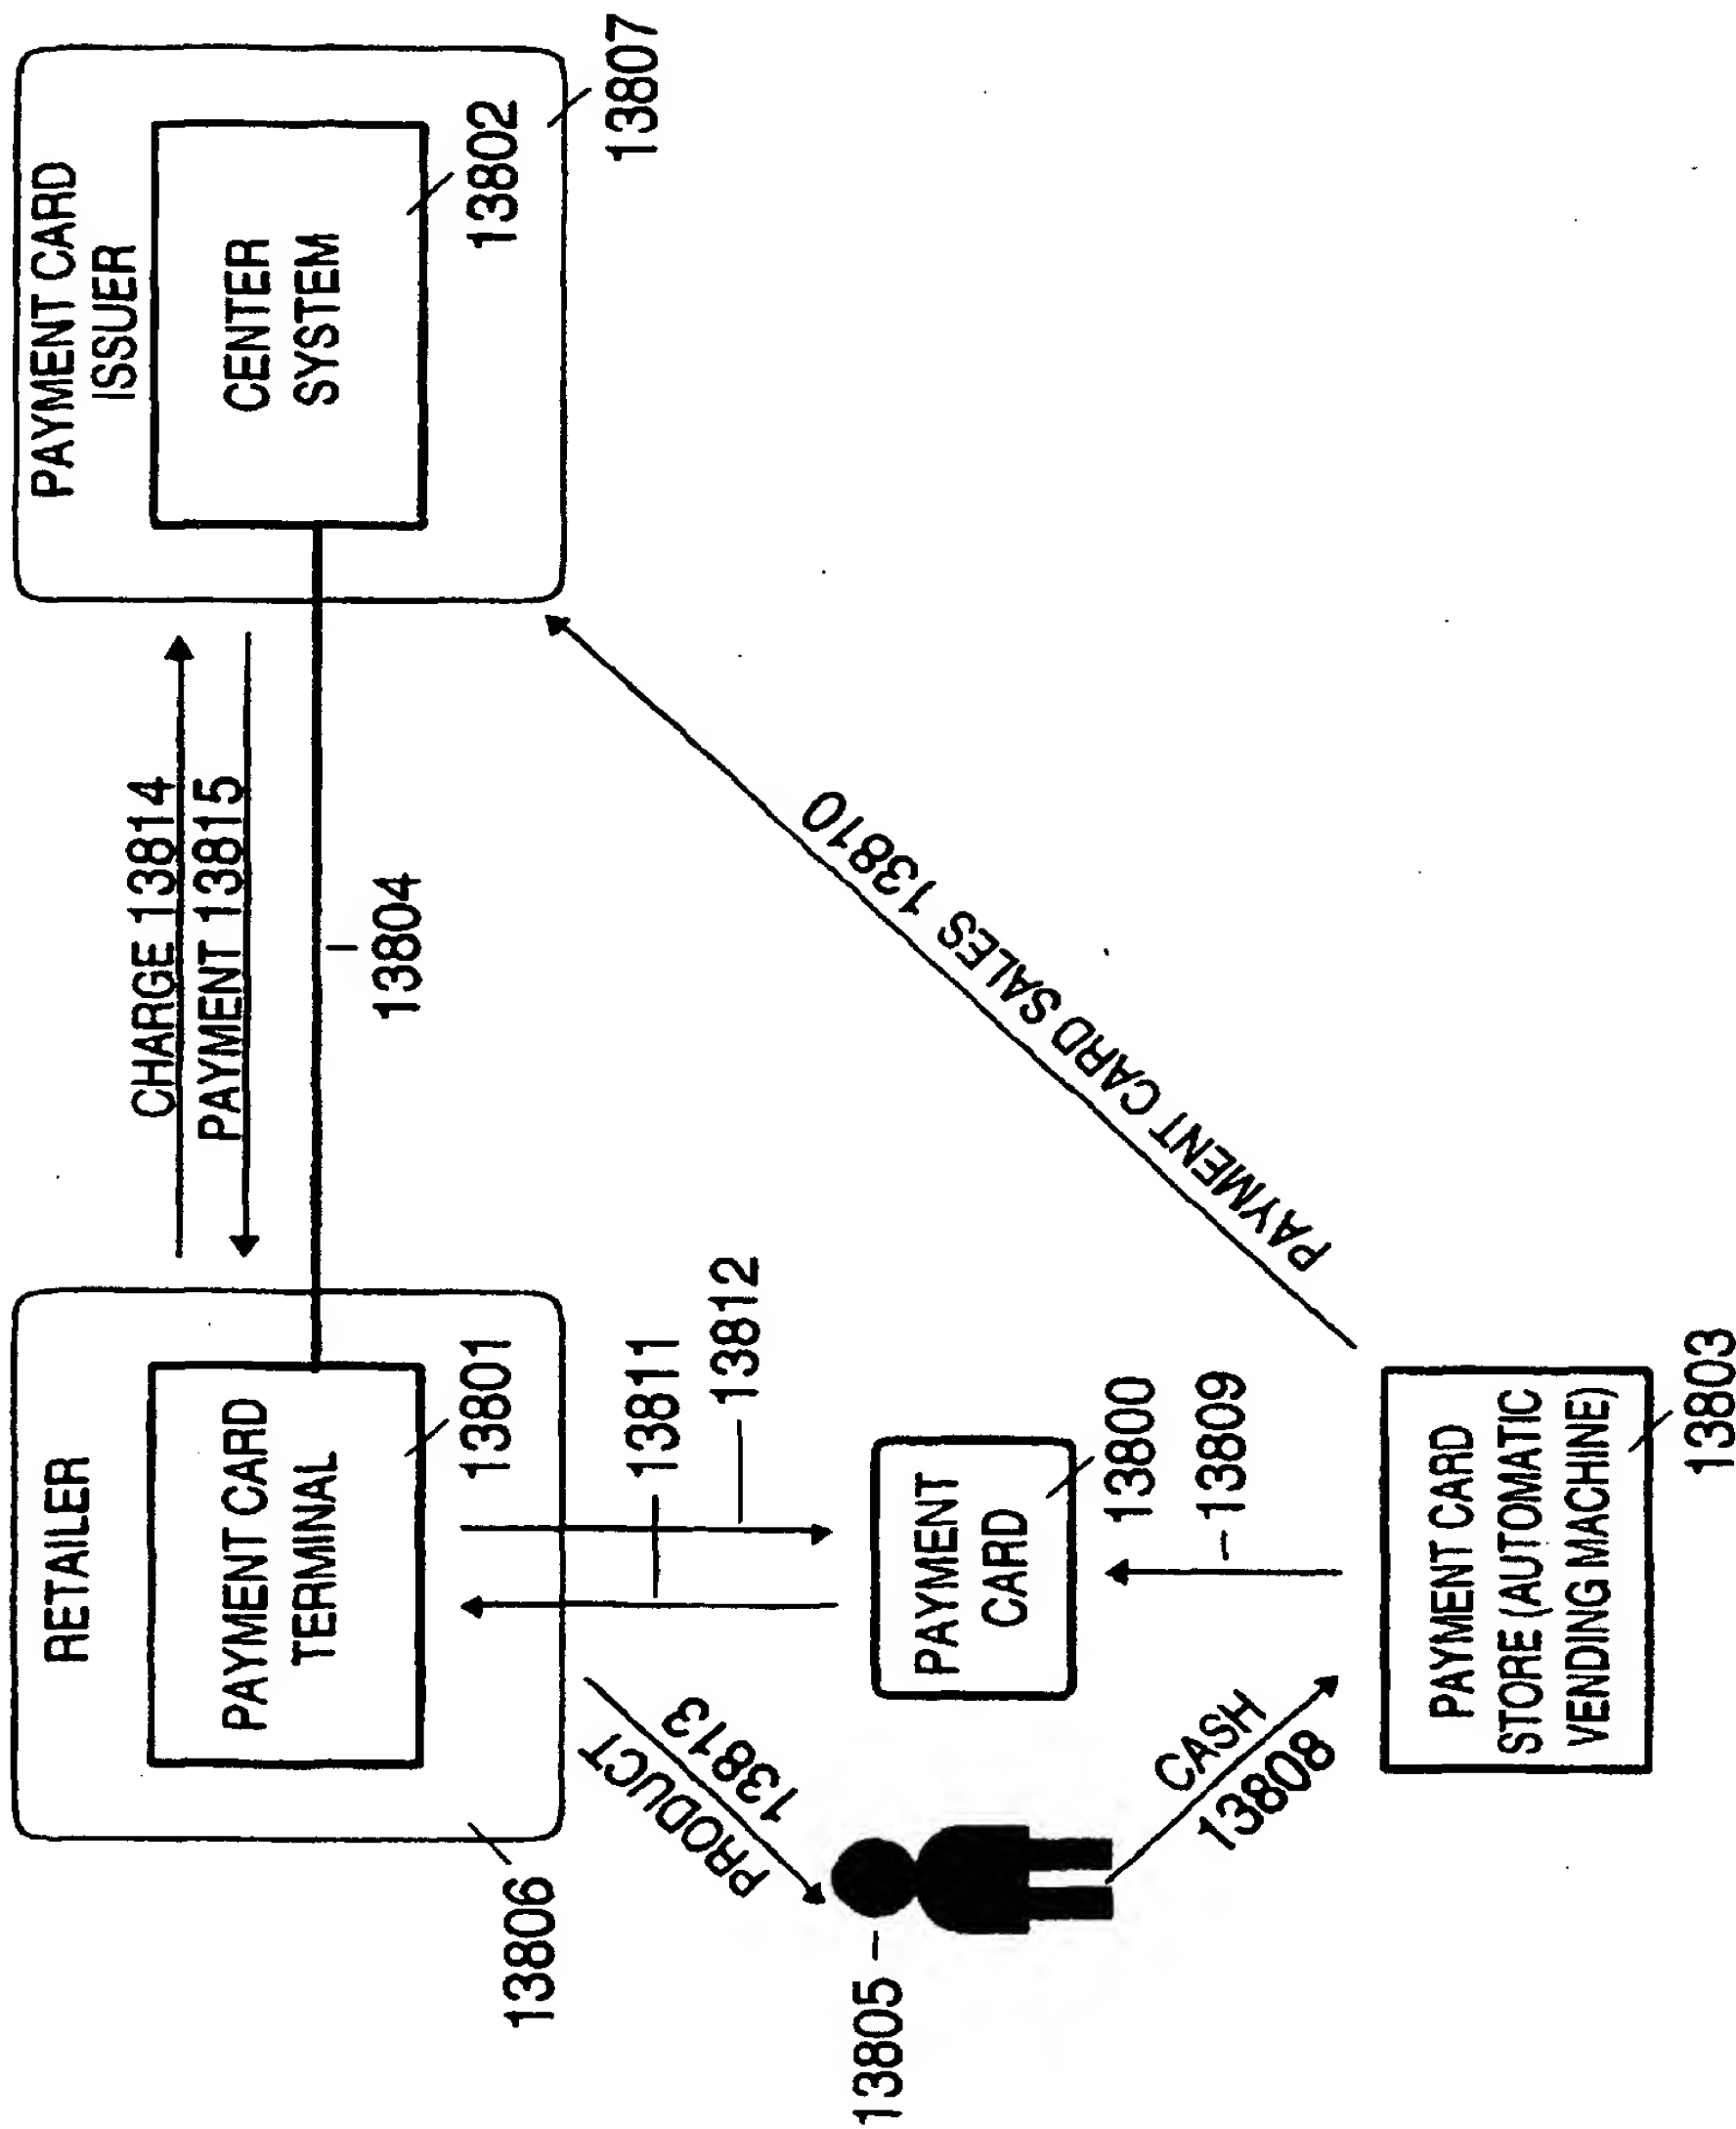 RETAILER
PAYMENT CARD
TERMINAL
13801
13806
CHARGE 13814
PAYMENT 13815
13804
PAYMENT CARD
ISSUER
CENTER
SYSTEM
13802
13807
13811
13812
PRODUCT
13813
13805
PAYMENT
CARD
13800
13809
CASH
13808
PAYMENT CARD SALES 13810
PAYMENT CARD
STORE (AUTOMATIC
VENDING MACHINE)
13803